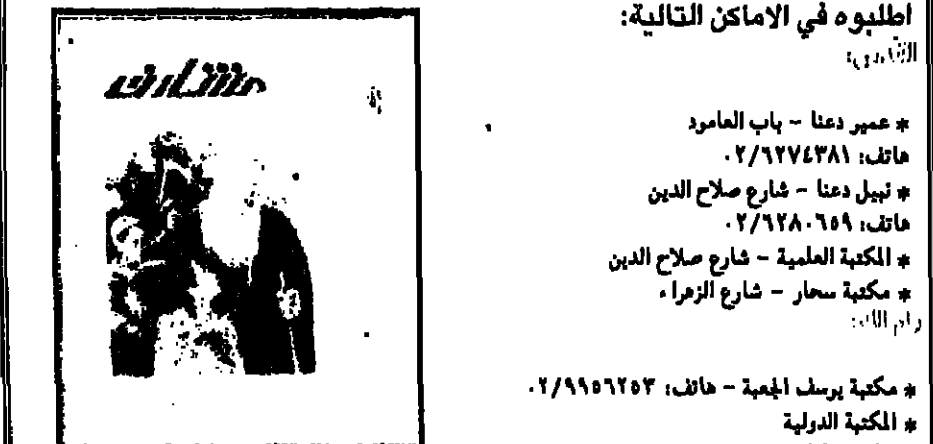 اطلبوه في الاماكن التالية:
القدس:
* عمير دعنا – باب العامود
هاتف: ٠٢/٦٢٧٤٣٨١
* نبيل دعنا – شارع صلاح الدين
هاتف: ٠٢/٦٢٨٠٦٥٩
* المكتبة العلمية – شارع صلاح الدين
* مكتبة سحار – شارع الزهراء
رام الله:
* مكتبة يوسف الجعبة – هاتف: ٠٢/٩٩٥٦٢٥٣
* المكتبة الدولية
مشارف